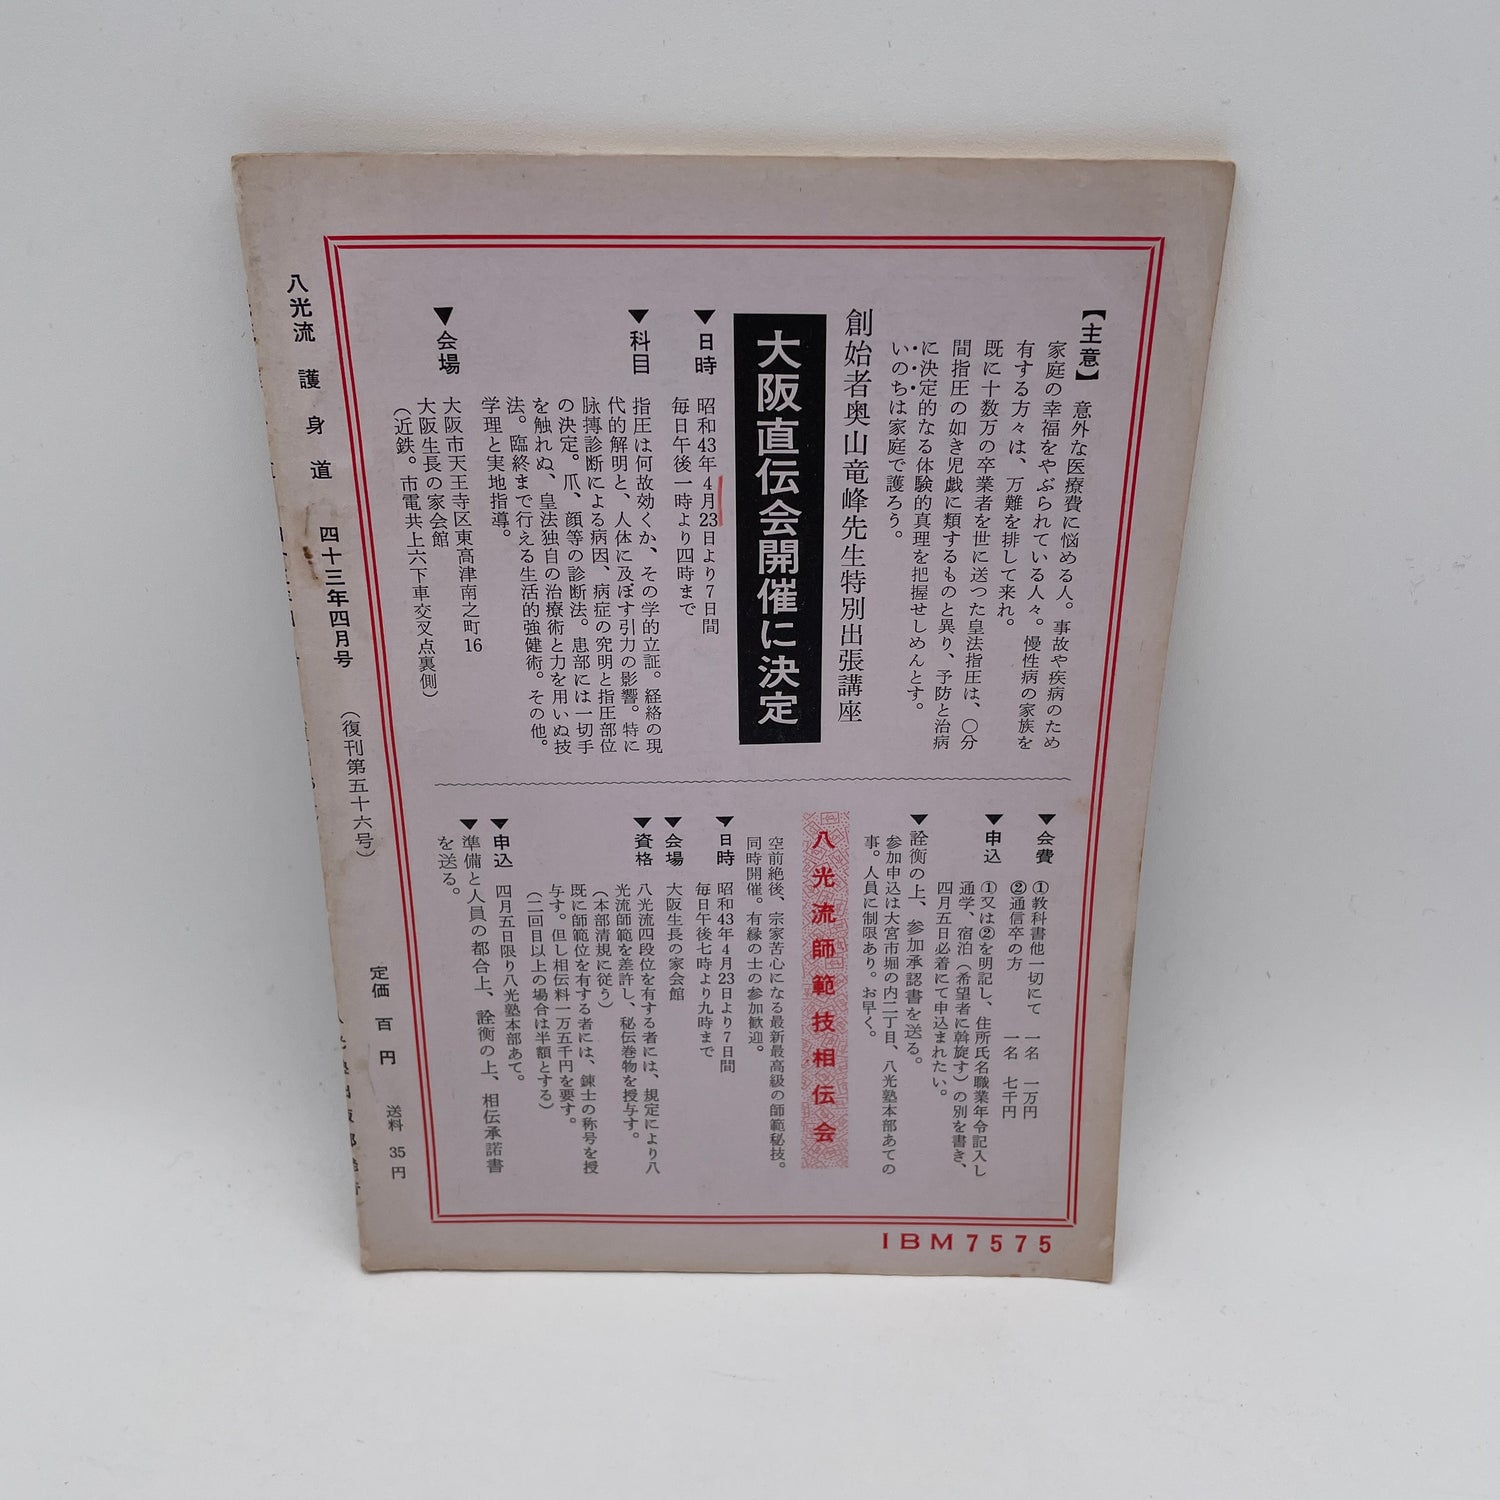 【主意】 意外な医療費に悩める人。事故や疾病のため
家庭の幸福をやぶられている人々。慢性病の家族を
有する方々は、万難を排して来れ。
既に十数万の卒業者を世に送つた皇法指圧は、〇分
間指圧の如き児戯に類するものと異り、予防と治病
に決定的なる体験的真理を把握せしめんとす。
いのちは家庭で護ろう。
創始者奥山竜峰先生特別出張講座
大阪直伝会開催に決定
▼日時 昭和43年4月23日より7日間
毎日午後一時より四時まで
▼科目 指圧は何故効くか、その学的立証。経絡の現
代的解明と、人体に及ぼす引力の影響。特に
脉搏診断による病因、病症の究明と指圧部位
の決定。爪、顔等の診断法。患部には一切手
を触れぬ、皇法独自の治療術と力を用いぬ技
法。臨終まで行える生活的強健術。その他。
学理と実地指導。
▼会場 大阪市天王寺区東高津南之町16
大阪生長の家会館
(近鉄。市電共上六下車交叉点裏側)
▼会費 ①教科書他一切にて 一名 一万円
②通信卒の方 一名 七千円
▼申込 ①又は②を明記し、住所氏名職業年令記入し
通学、宿泊(希望者に斡旋す)の別を書き、
四月五日必着にて申込まれたい。
▼詮衡の上、参加承認書を送る。
参加申込は大宮市堀の内二丁目、八光塾本部あての
事。人員に制限あり。お早く。
八光流師範技相伝会
空前絶後、宗家苦心になる最新最高級の師範秘技。
同時開催。有縁の士の参加歓迎。
▼日時 昭和43年4月23日より7日間
毎日午後七時より九時まで
▼会場 大阪生長の家会館
▼資格 八光流四段位を有する者には、規定により八
光流師範を差許し、秘伝巻物を授与す。
(本部清規に従う)
既に師範位を有する者には、錬士の称号を授
与す。但し相伝料一万五千円を要す。
(二回目以上の場合は半額とする)
▼申込 四月五日限り八光塾本部あて。
▼準備と人員の都合上、詮衡の上、相伝承諾書
を送る。
八光流 護身道 四十三年四月号 (復刊第五十六号) 定価百円 送料35円
IBM7575